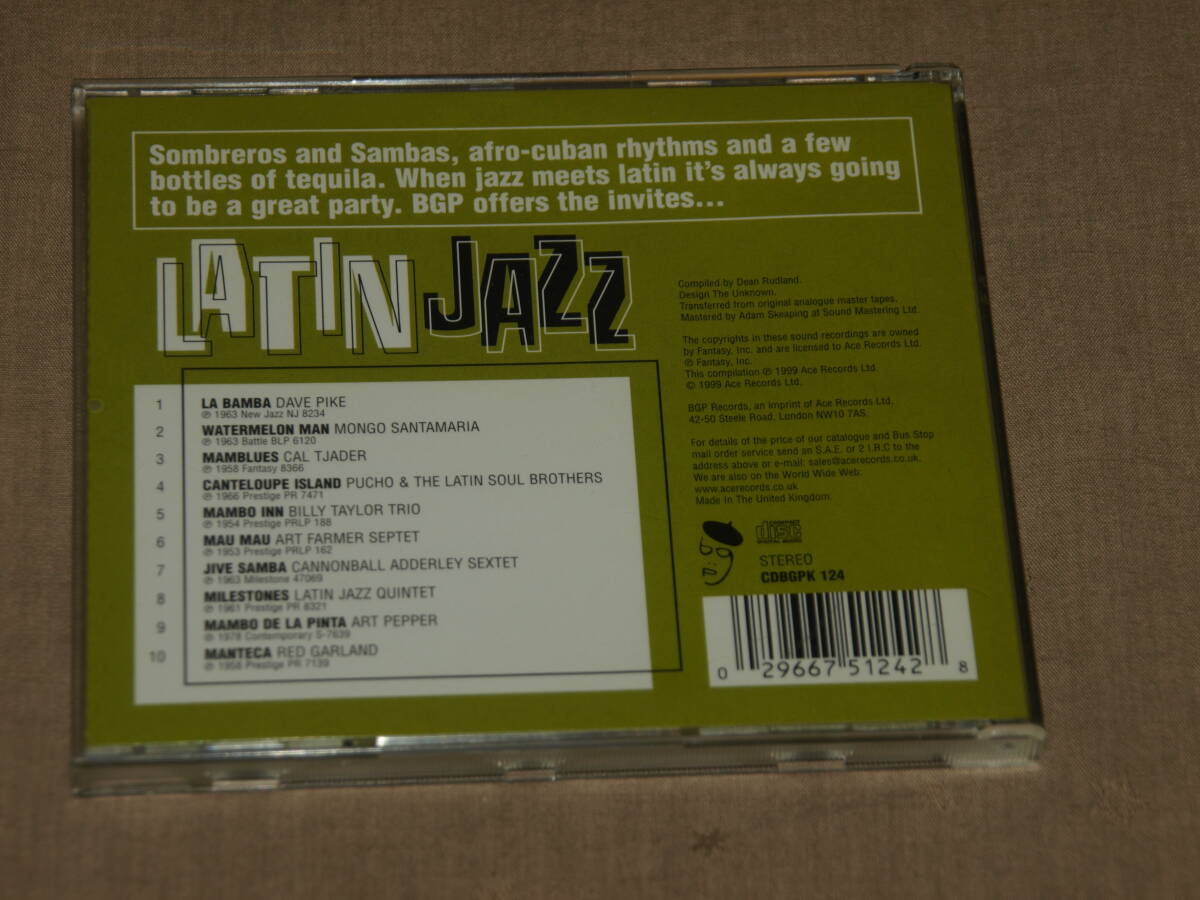 Sombreros and Sambas, afro-cuban rhythms and a few
bottles of tequila. When jazz meets latin it's always going
to be a great party. BGP offers the invites...
LATIN JAZZ
1 LA BAMBA DAVE PIKE
℗ 1963 New Jazz NJ 8234
2 WATERMELON MAN MONGO SANTAMARIA
℗ 1963 Battle BLP 6120
3 MAMBLUES CAL TJADER
℗ 1958 Fantasy 8366
4 CANTELOUPE ISLAND PUCHO & THE LATIN SOUL BROTHERS
℗ 1966 Prestige PR 7471
5 MAMBO INN BILLY TAYLOR TRIO
℗ 1954 Prestige PRLP 188
6 MAU MAU ART FARMER SEPTET
℗ 1953 Prestige PRLP 162
7 JIVE SAMBA CANNONBALL ADDERLEY SEXTET
℗ 1963 Milestone 47069
8 MILESTONES LATIN JAZZ QUINTET
℗ 1961 Prestige PR 8321
9 MAMBO DE LA PINTA ART PEPPER
℗ 1978 Contemporary S-7639
10 MANTECA RED GARLAND
℗ 1958 Prestige PR 7139
Compiled by Dean Rudland.
Design The Unknown.
Transferred from original analogue master tapes.
Mastered by Adam Skeaping at Sound Mastering Ltd.
The copyrights in these sound recordings are owned
by Fantasy, Inc. and are licensed to Ace Records Ltd.
℗ Fantasy, Inc.
This compilation ℗ 1999 Ace Records Ltd.
© 1999 Ace Records Ltd.
BGP Records, an imprint of Ace Records Ltd,
42-50 Steele Road, London NW10 7AS.
For details of the price of our catalogue and Bus Stop
mail order service send an S.A.E. or 2 I.R.C to the
address above or e-mail: sales@acerecords.co.uk.
We are also on the World Wide Web:
www.acerecords.co.uk
Made In The United Kingdom.
COMPACT
disc
DIGITAL AUDIO
STEREO
CDBGPK 124
0 29667 51242 8